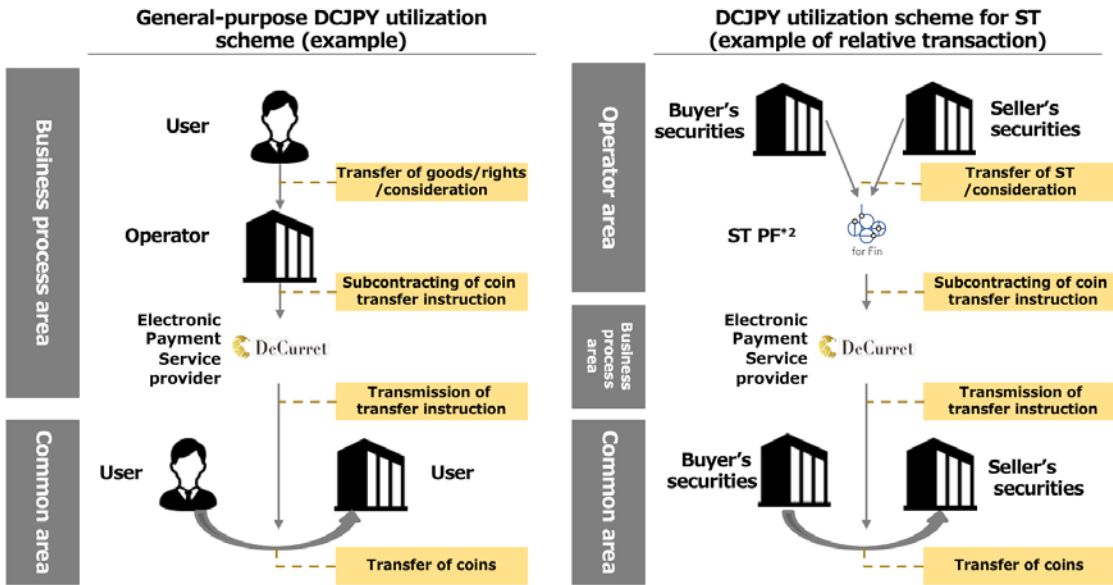 General-purpose DCJPY utilization
scheme (example)
Business process area
User
Transfer of goods/rights
/consideration
Operator
Subcontracting of coin
transfer instruction
Electronic
Payment
Service
provider
DeCurret
Transmission of
transfer instruction
Common area
User
User
Transfer of coins
DCJPY utilization scheme for ST
(example of relative transaction)
Operator area
Buyer's
securities
Seller's
securities
Transfer of ST
/consideration
ST PF*2
for Fin
Subcontracting of coin
transfer instruction
Business
process
area
Electronic
Payment
Service
provider
DeCurret
Transmission of
transfer instruction
Common area
Buyer's
securities
Seller's
securities
Transfer of coins